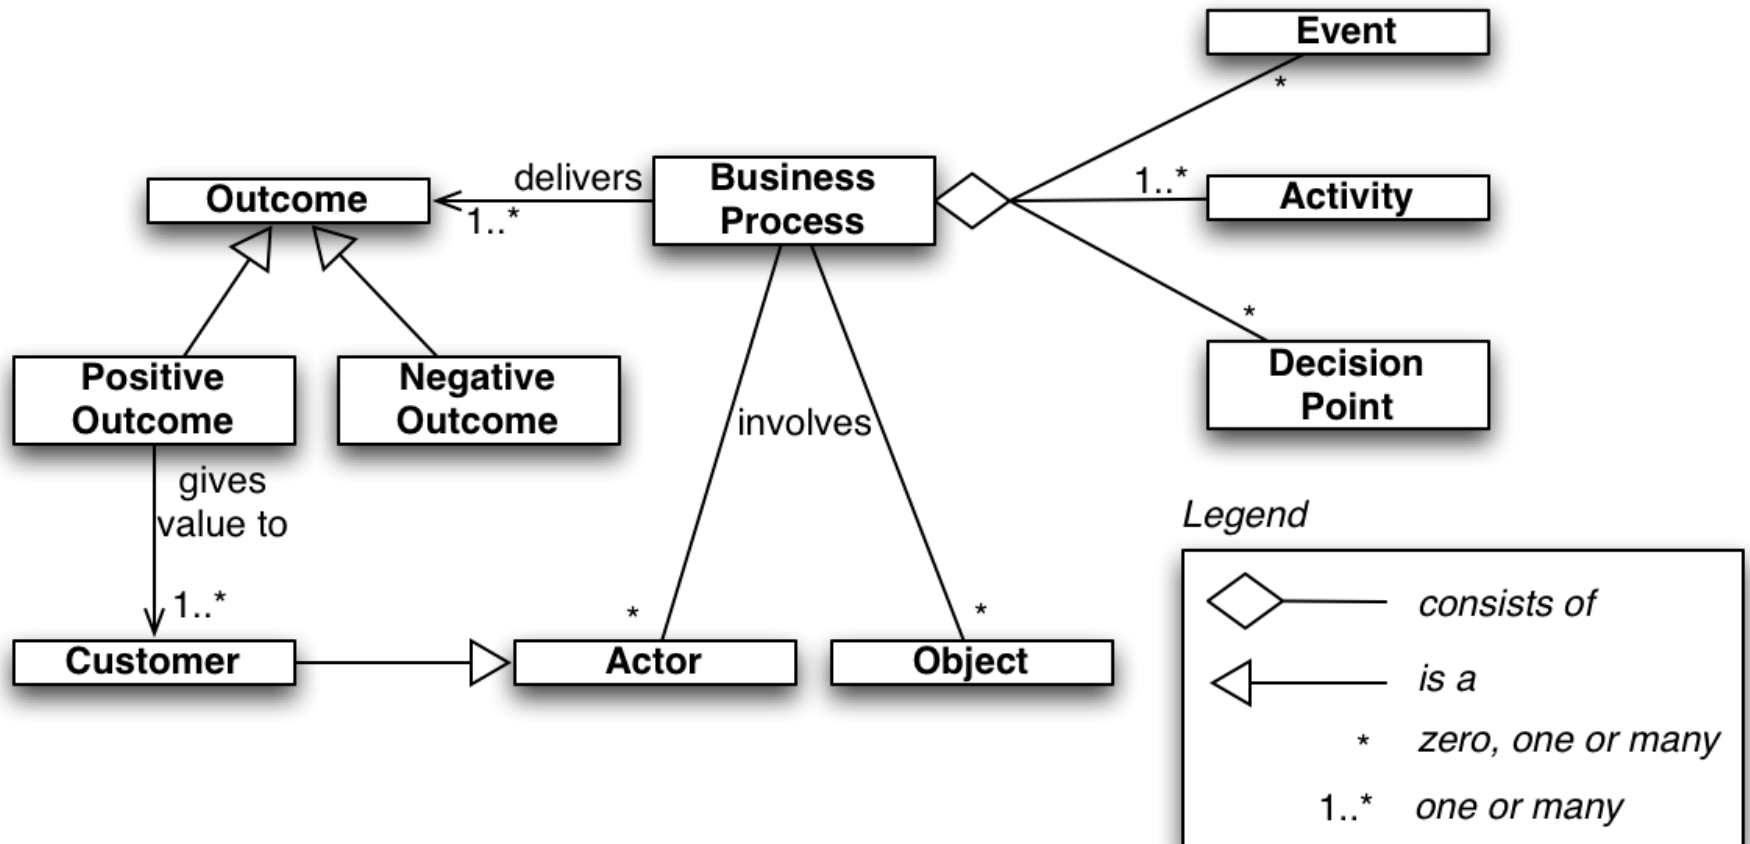 Event
*
delivers
Business
Process
1..*
Activity
Outcome
1..*
*
Decision
Point
Positive
Outcome
Negative
Outcome
involves
gives
value to
1..*
*
*
Customer
Actor
Object
Legend
consists of
is a
* zero, one or many
1..* one or many